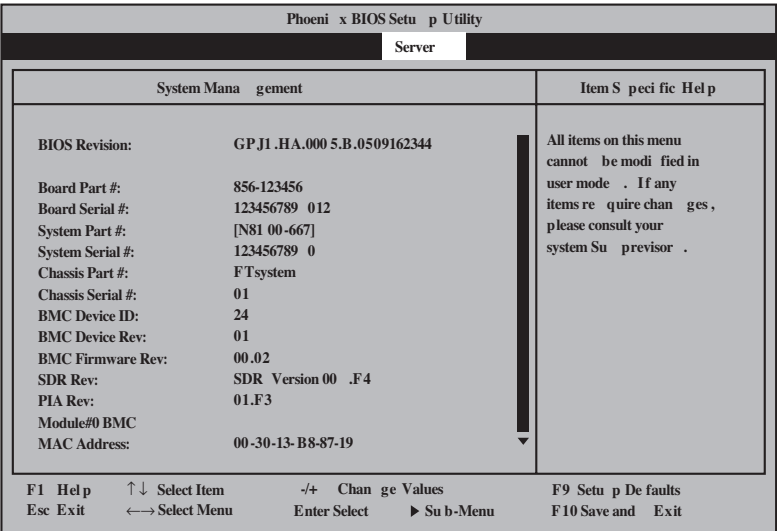 Phoenix BIOS Setup Utility
Server
System Management
Item Specific Help
BIOS Revision: GPJ1.HA.0005.B.0509162344
Board Part #: 856-123456
Board Serial #: 123456789 012
System Part #: [N8100-667]
System Serial #: 123456789 0
Chassis Part #: FTsystem
Chassis Serial #: 01
BMC Device ID: 24
BMC Device Rev: 01
BMC Firmware Rev: 00.02
SDR Rev: SDR Version 00.F4
PIA Rev: 01.F3
Module#0 BMC
MAC Address: 00-30-13-B8-87-19
All items on this menu
cannot be modified in
user mode. If any
items require changes,
please consult your
system Su previsor.
F1 Help ↑↓ Select Item -/+ Change Values F9 Setup Defaults
Esc Exit ←→ Select Menu Enter Select ▶ Sub-Menu F10 Save and Exit